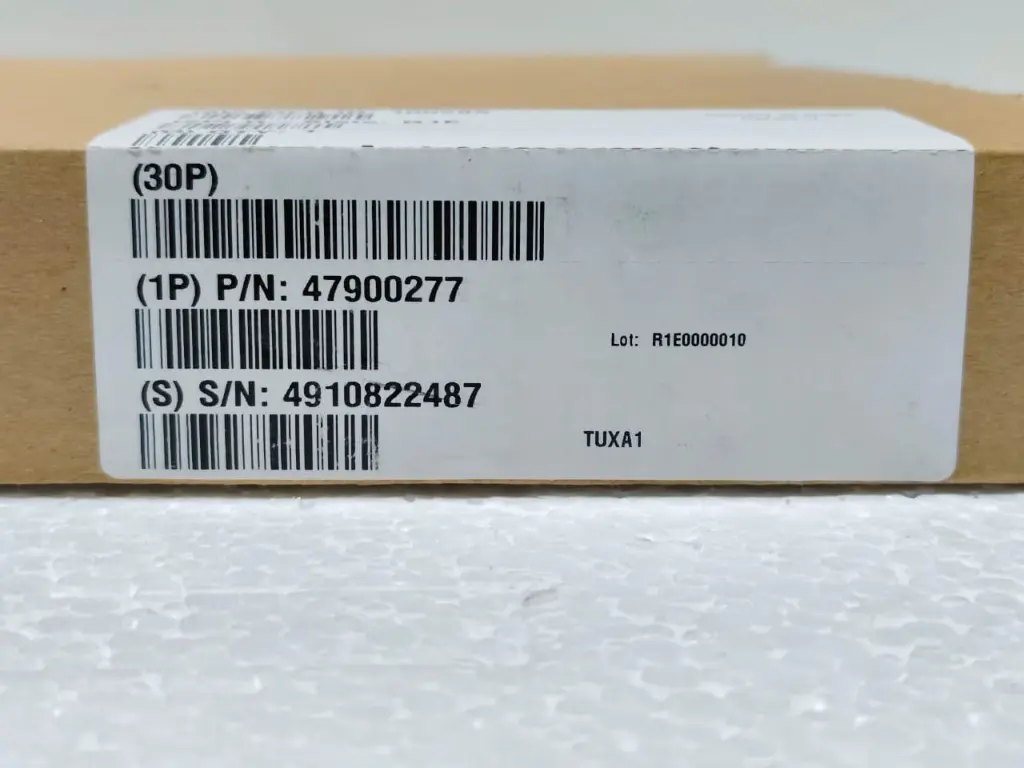 (30P)
(1P) P/N: 47900277
Lot: R1E0000010
(S) S/N: 4910822487
TUXA1